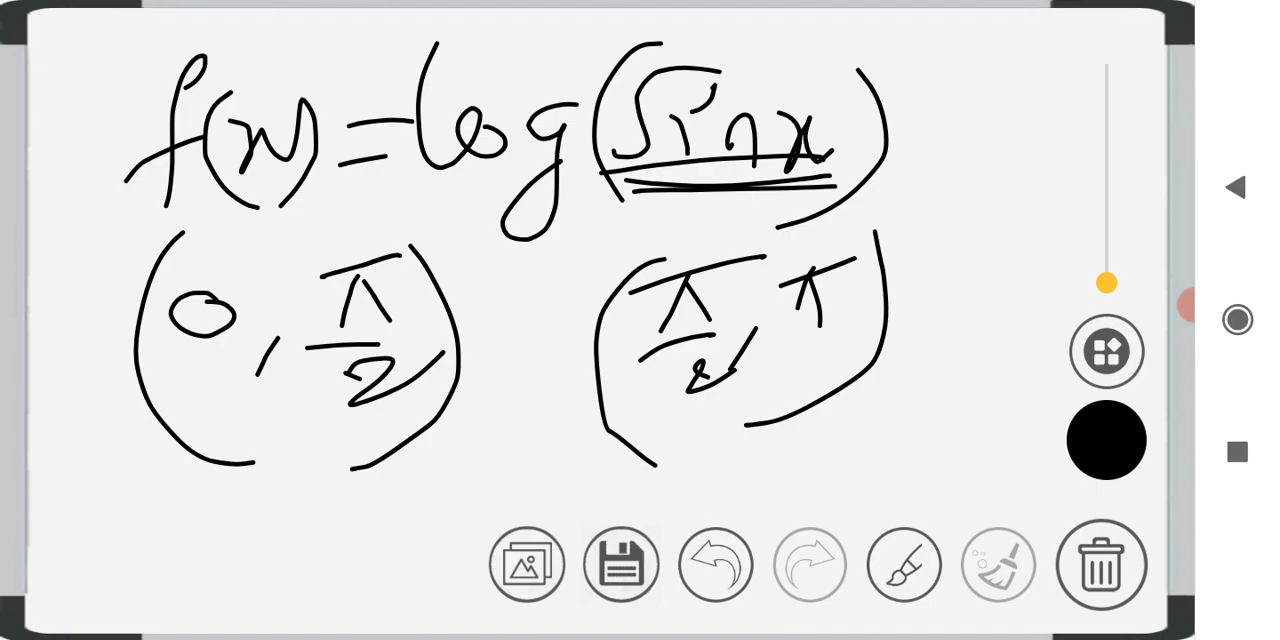 f(x) = log(sin x)
(0, π/2) (π/2, π)